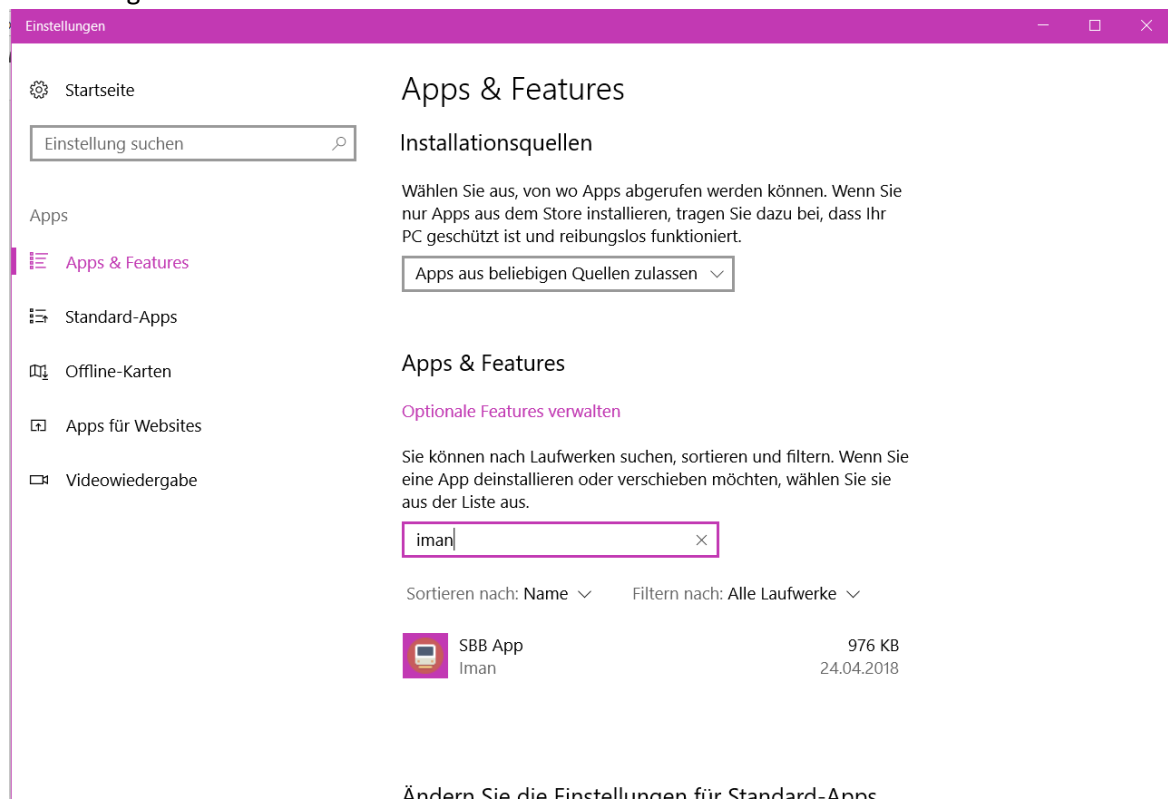 Einstellungen
Startseite
Einstellung suchen
Apps
Apps & Features
Standard-Apps
Offline-Karten
Apps für Websites
Videowiedergabe
Apps & Features
Installationsquellen
Wählen Sie aus, von wo Apps abgerufen werden können. Wenn Sie
nur Apps aus dem Store installieren, tragen Sie dazu bei, dass Ihr
PC geschützt ist und reibungslos funktioniert.
Apps aus beliebigen Quellen zulassen
Apps & Features
Optionale Features verwalten
Sie können nach Laufwerken suchen, sortieren und filtern. Wenn Sie
eine App deinstallieren oder verschieben möchten, wählen Sie sie
aus der Liste aus.
iman
Sortieren nach: Name Filtern nach: Alle Laufwerke
SBB App 976 KB
Iman 24.04.2018
Ändern Sie die Einstellungen für Standard-Apps